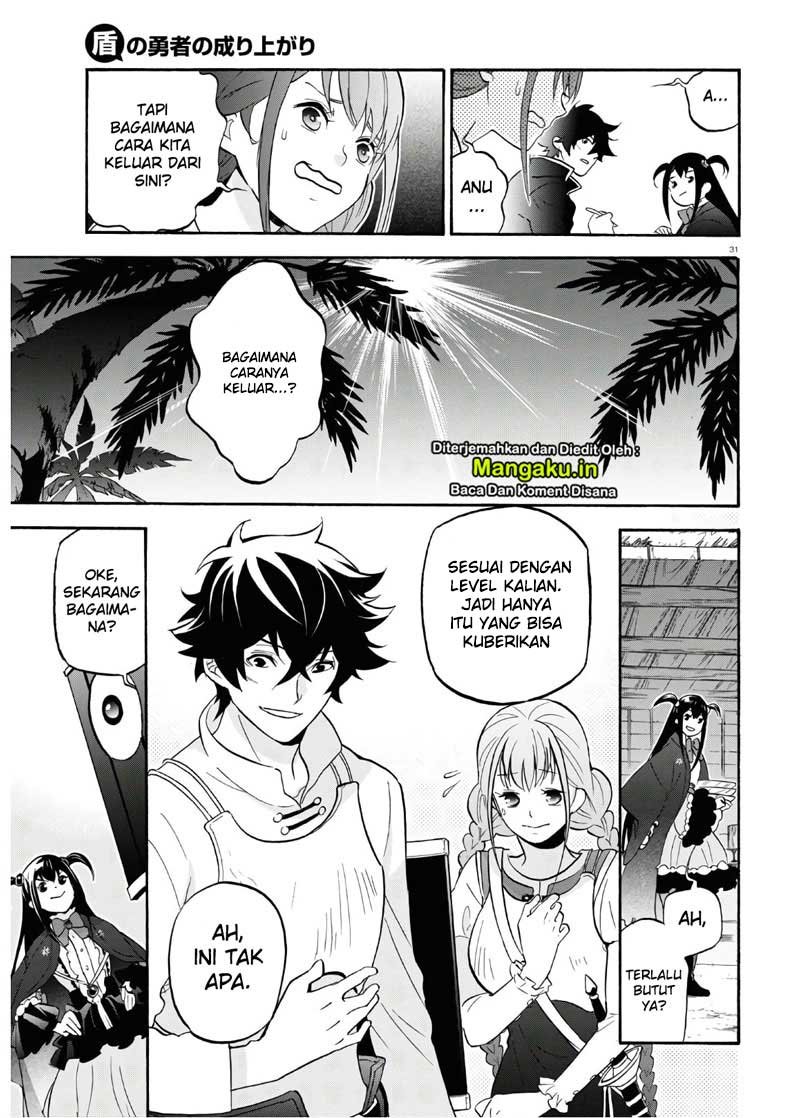 盾の勇者の成り上がり
A...
ANU
...
TAPI
BAGAIMANA
CARA KITA
KELUAR DARI
SINI?
31
BAGAIMANA
CARANYA
KELUAR...?
Diterjemahkan dan Diedit Oleh :
Mangaku.in
Baca Dan Koment Disana
AH,
TERLALU
BUTUT
YA?
SESUAI DENGAN
LEVEL KALIAN.
JADI HANYA
ITU YANG BISA
KUBERIKAN
AH,
INI TAK
APA.
OKE,
SEKARANG
BAGAIMA-
NA?